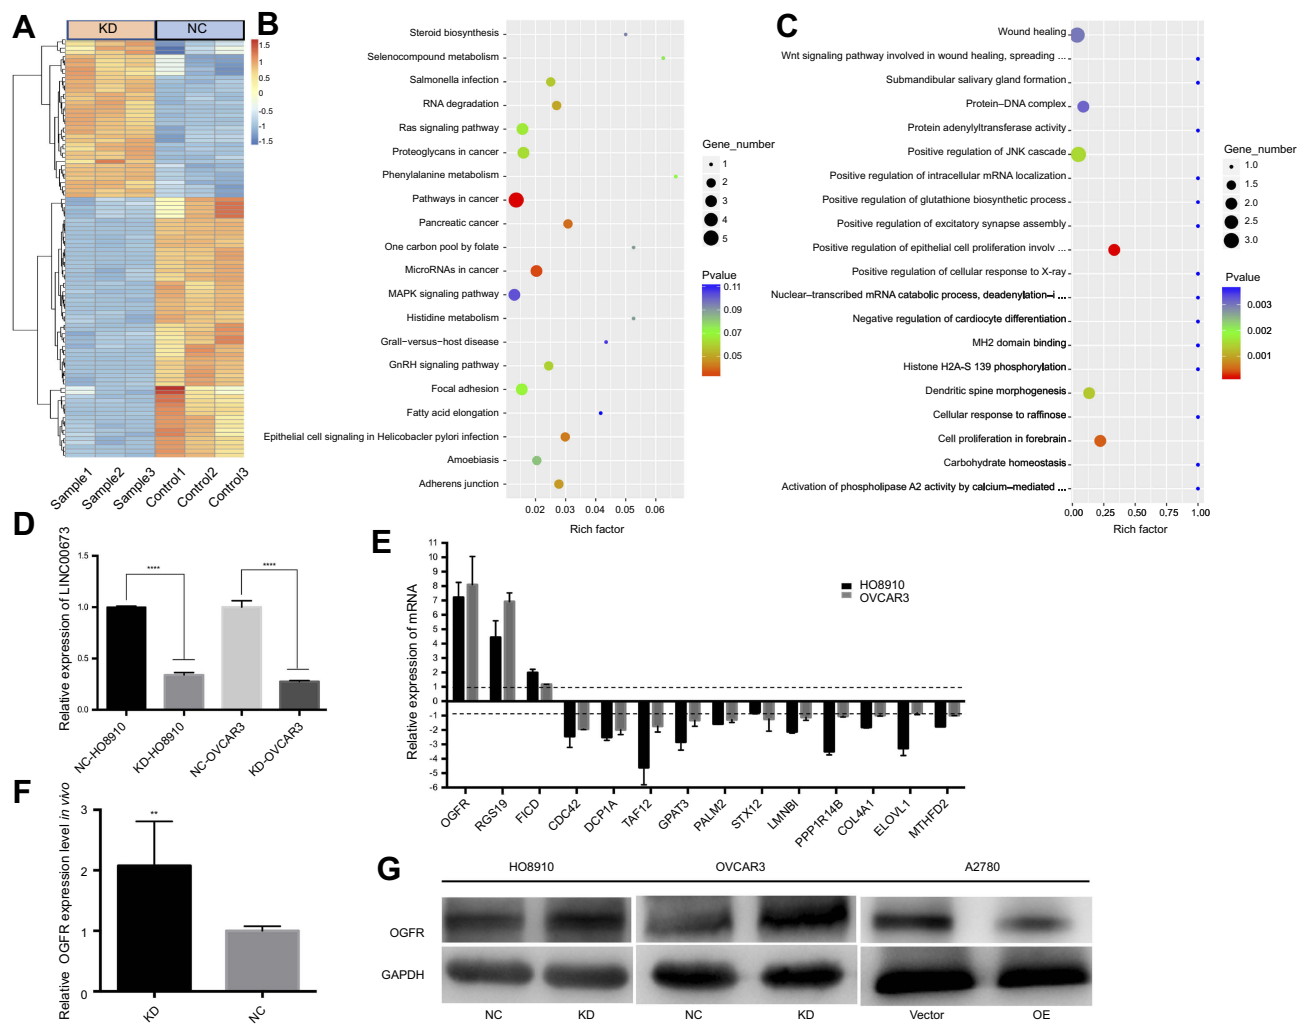 A
KD
NC
1.5
1
0.5
0
-0.5
-1
-1.5
Sample1
Sample2
Sample3
Control1
Control2
Control3
B
Steroid biosynthesis
Selenocompound metabolism
Salmonella infection
RNA degradation
Ras signaling pathway
Proteoglycans in cancer
Phenylalanine metabolism
Pathways in cancer
Pancreatic cancer
One carbon pool by folate
MicroRNAs in cancer
MAPK signaling pathway
Histidine metabolism
Grall−versus−host disease
GnRH signaling pathway
Focal adhesion
Fatty acid elongation
Epithelial cell signaling in Helicobacter pylori infection
Amoebiasis
Adherens junction
0.02 0.03 0.04 0.05 0.06
Rich factor
Gene_number
1
2
3
4
5
Pvalue
0.11
0.09
0.07
0.05
C
Wound healing
Wnt signaling pathway involved in wound healing, spreading ...
Submandibular salivary gland formation
Protein−DNA complex
Protein adenylyltransferase activity
Positive regulation of JNK cascade
Positive regulation of intracellular mRNA localization
Positive regulation of glutathione biosynthetic process
Positive regulation of excitatory synapse assembly
Positive regulation of epithelial cell proliferation involv ...
Positive regulation of cellular response to X-ray
Nuclear−transcribed mRNA catabolic process, deadenylation−i ...
Negative regulation of cardiocyte differentiation
MH2 domain binding
Histone H2A-S 139 phosphorylation
Dendritic spine morphogenesis
Cellular response to raffinose
Cell proliferation in forebrain
Carbohydrate homeostasis
Activation of phospholipase A2 activity by calcium−mediated ...
0.00 0.25 0.50 0.75 1.00
Rich factor
Gene_number
1.0
1.5
2.0
2.5
3.0
Pvalue
0.003
0.002
0.001
D
Relative expression of LINC00673
1.5
1.0
0.5
0.0
****
****
NC-HO8910
KD-HO8910
NC-OVCAR3
KD-OVCAR3
E
Relative expression of mRNA
11
10
9
8
7
6
5
4
3
2
1
0
-1
-2
-3
-4
-5
-6
HO8910
OVCAR3
OGFR
RGS19
FICD
CDC42
DCP1A
TAF12
GPAT3
PALM2
STX12
LMNBI
PPP1R14B
COL4A1
ELOVL1
MTHFD2
F
Relative OGFR expression level in vivo
3
2
1
0
**
KD
NC
G
HO8910 OVCAR3 A2780
OGFR
GAPDH
NC KD NC KD Vector OE